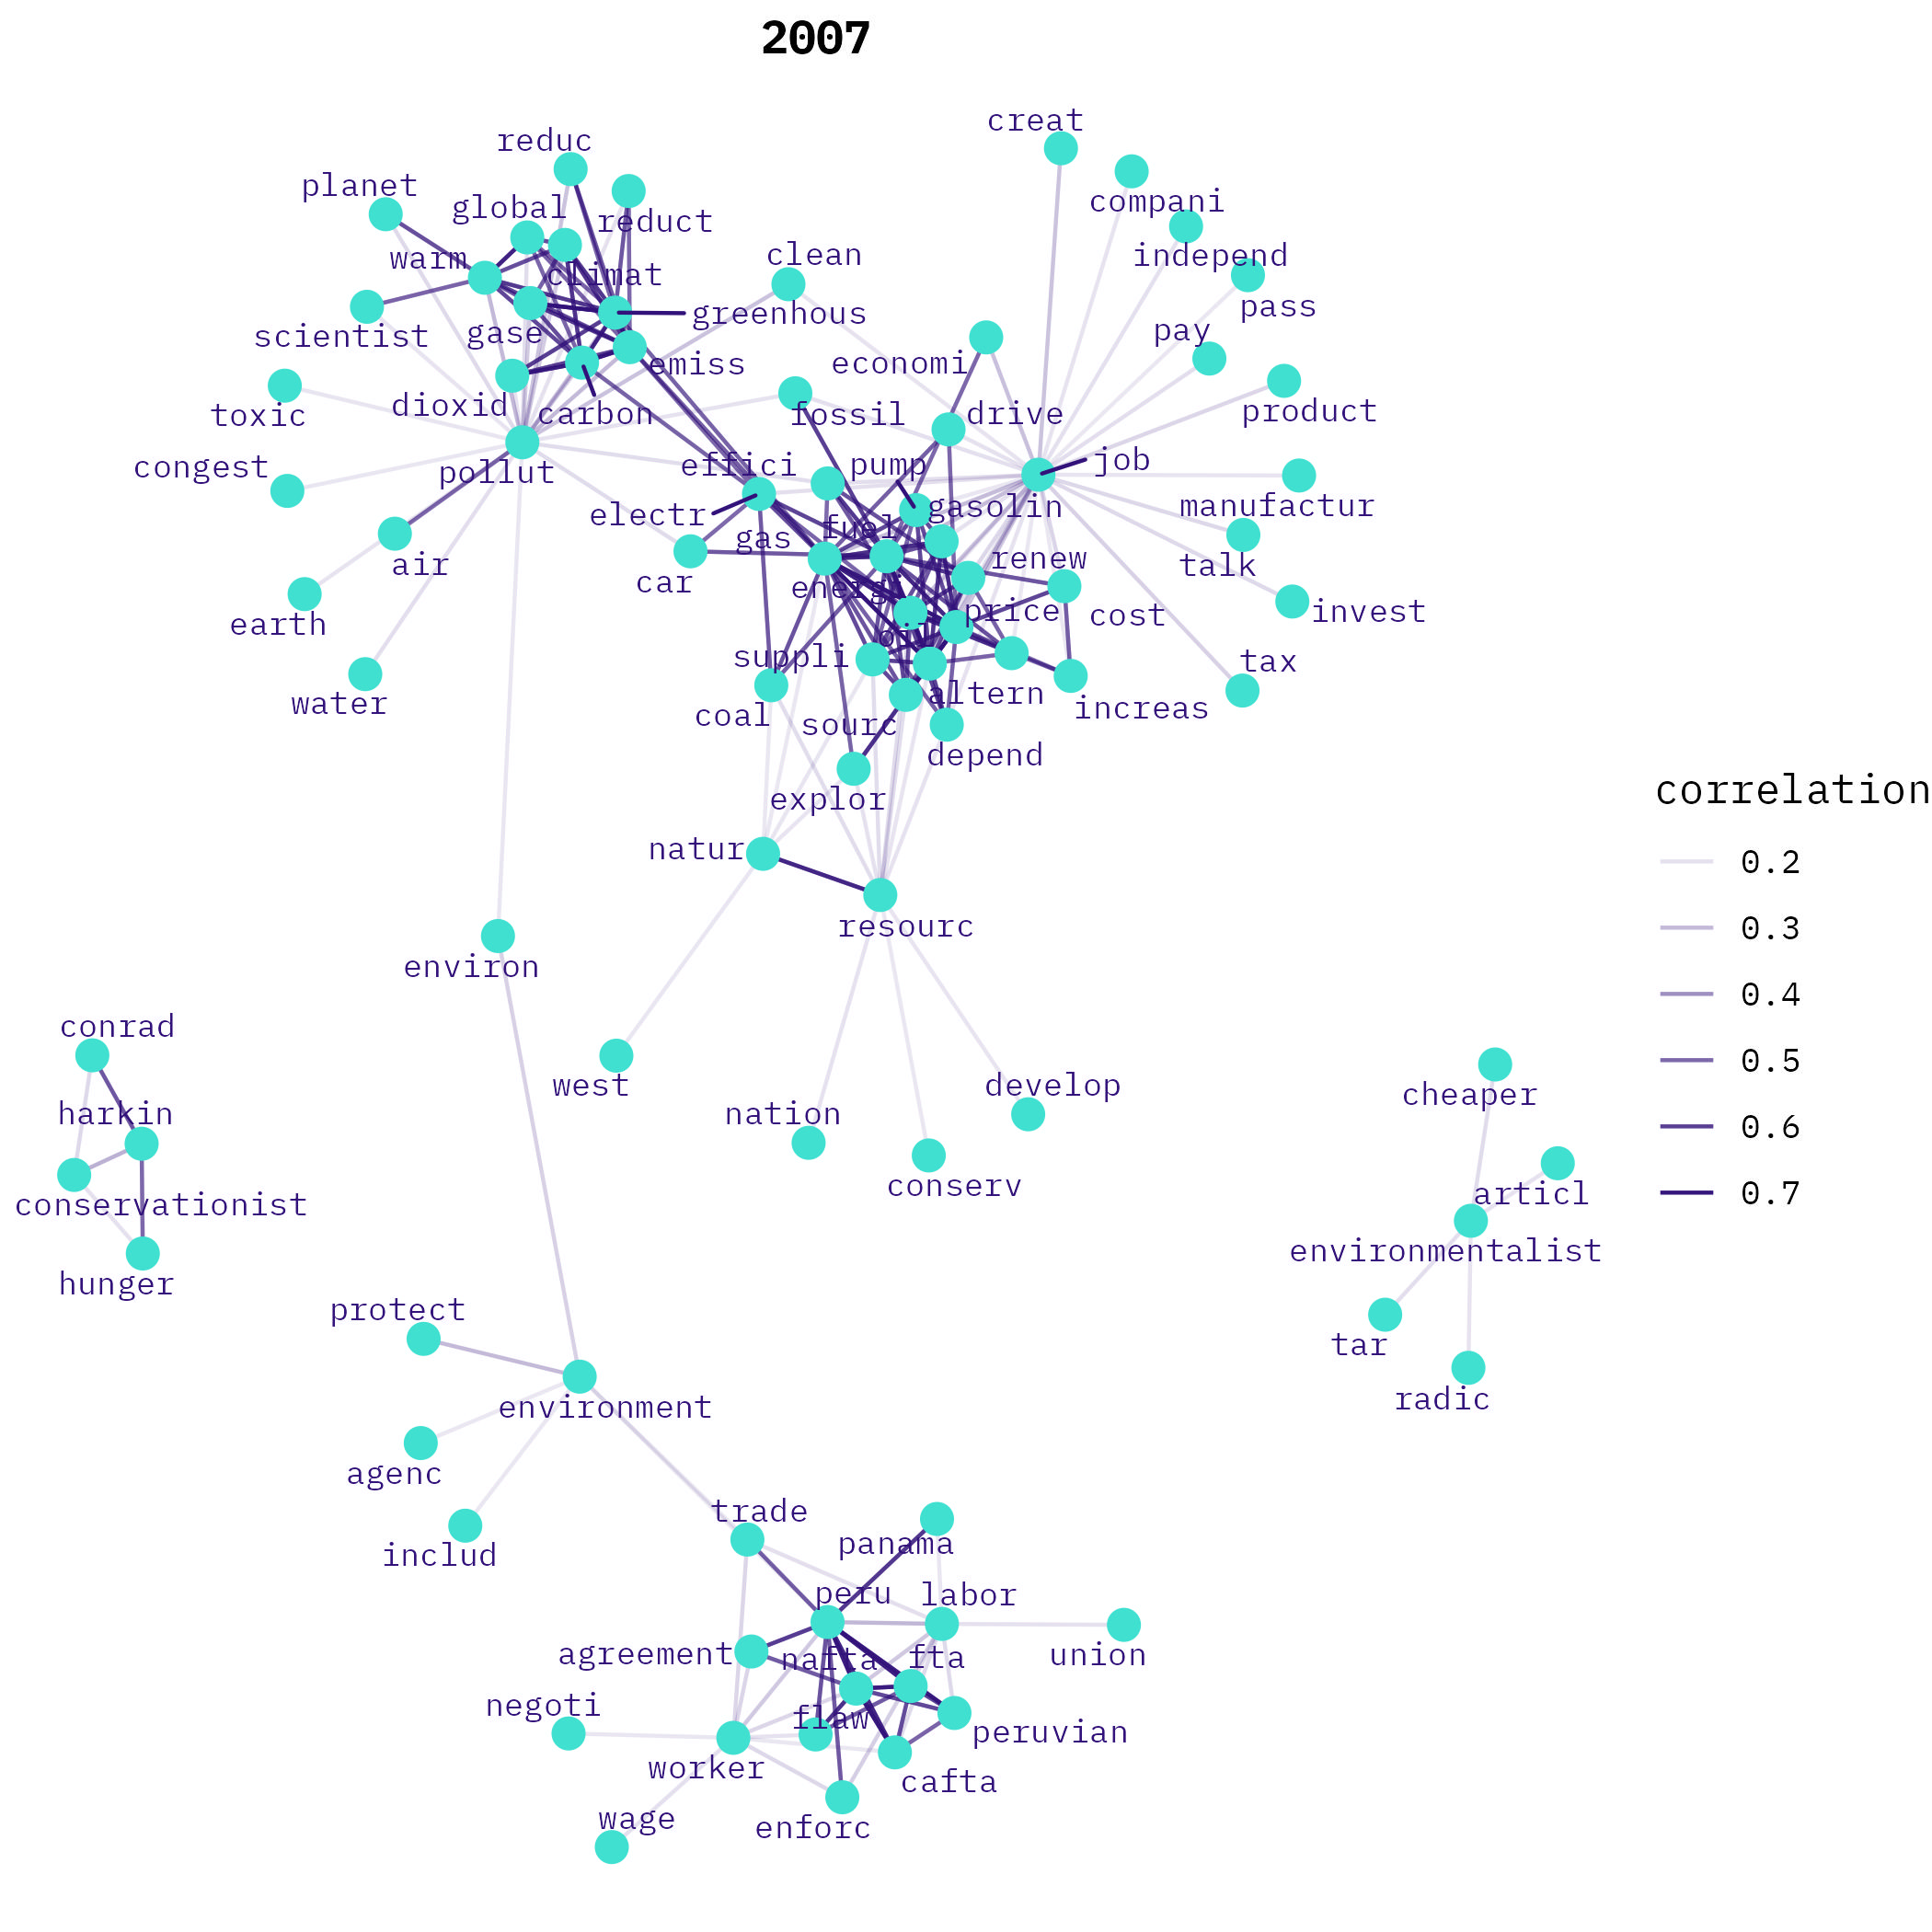 2007
creat
reduc
planet
compani
global
reduct
independ
clean
warm
climat
pass
greenhous
scientist
gase
pay
economi
emiss
dioxid
carbon
toxic
fossil
drive
product
job
congest
pollut
effici
pump
manufactur
electr
gasolin
fuel
gas
renew
air
talk
car
energi
price
cost
invest
earth
oil
suppli
tax
water
coal
sourc
altern
increas
depend
explor
natur
resourc
environ
conrad
west
nation
develop
harkin
conservationist
conserv
hunger
cheaper
articl
environmentalist
tar
radic
protect
environment
agenc
includ
trade
panama
peru
labor
agreement
nafta
fta
union
negoti
flaw
peruvian
worker
cafta
wage
enforc
correlation
0.2
0.3
0.4
0.5
0.6
0.7